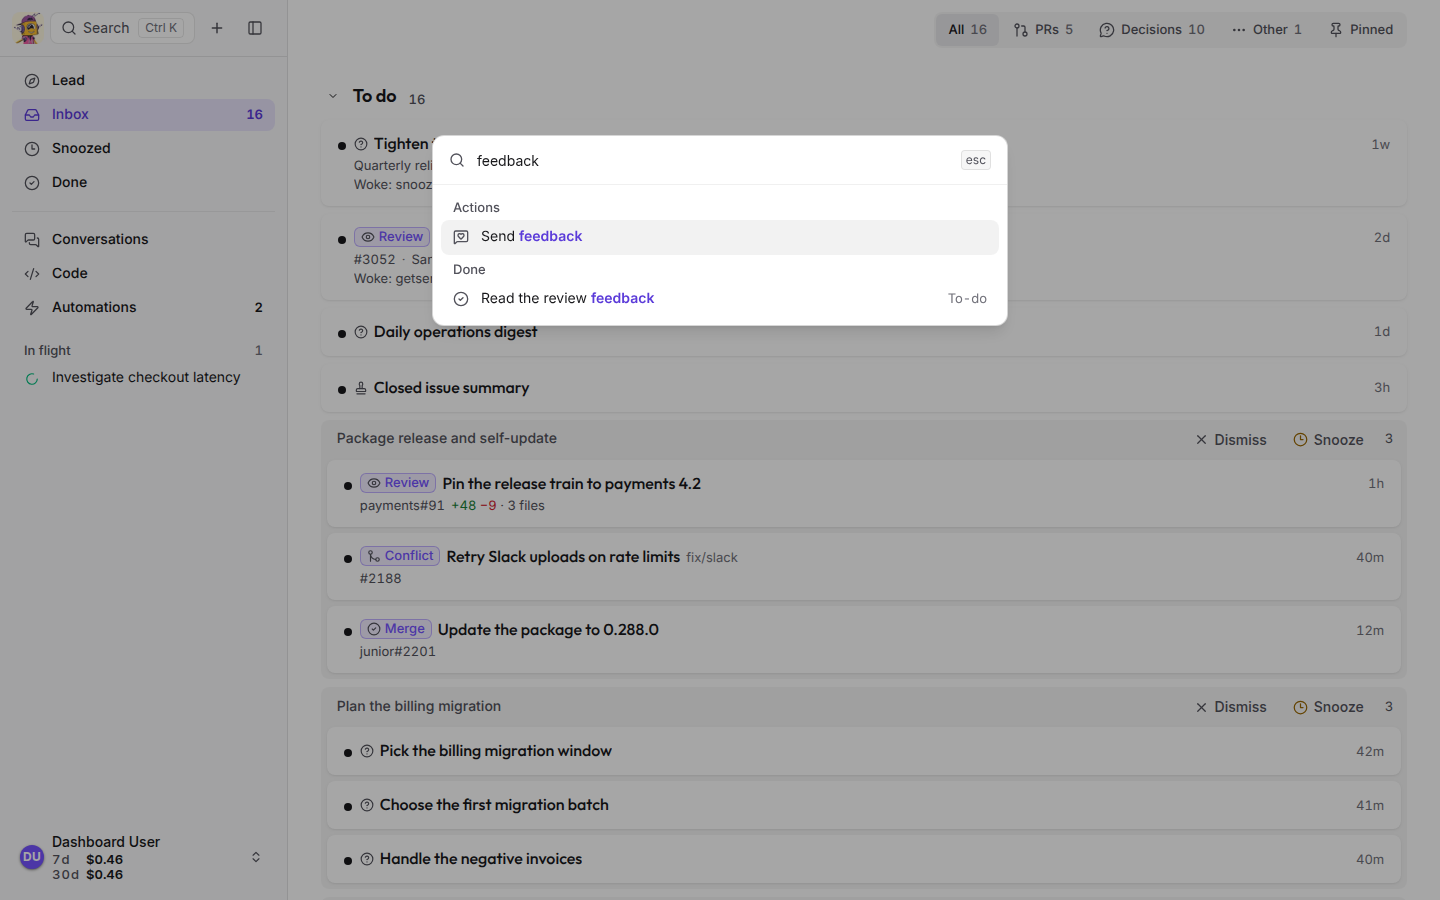 Search Ctrl K
Lead
Inbox 16
Snoozed
Done
Conversations
Code
Automations 2
In flight 1
Investigate checkout latency
Dashboard User
DU
7d $0.46
30d $0.46
All 16 PRs 5 Decisions 10 Other 1 Pinned
To do 16
Tighten 1w
Quarterly reli
Woke: snooz
feedback esc
Actions
Send feedback
Done
Read the review feedback To-do
Review 2d
#3052 · Sar
Woke: getser
Daily operations digest 1d
Closed issue summary 3h
Package release and self-update Dismiss Snooze 3
Review Pin the release train to payments 4.2 1h
payments#91 +48 −9 · 3 files
Conflict Retry Slack uploads on rate limits fix/slack 40m
#2188
Merge Update the package to 0.288.0 12m
junior#2201
Plan the billing migration Dismiss Snooze 3
Pick the billing migration window 42m
Choose the first migration batch 41m
Handle the negative invoices 40m